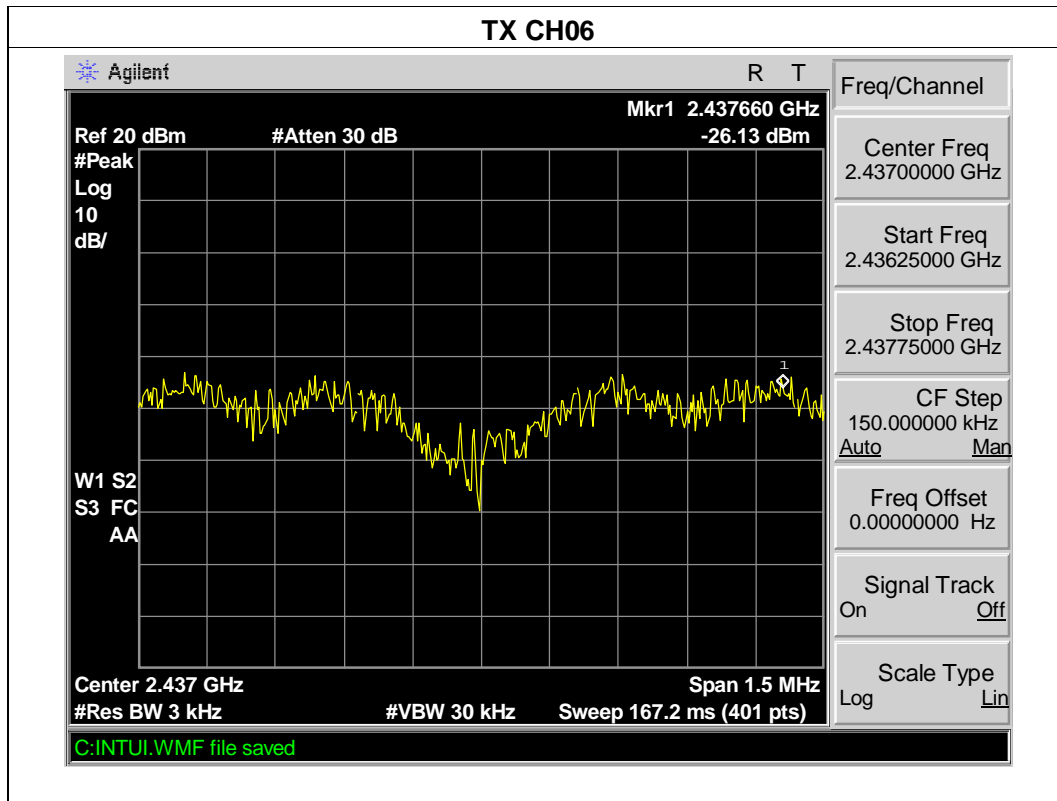 TX CH06
Agilent R T
Mkr1 2.437660 GHz
Ref 20 dBm #Atten 30 dB -26.13 dBm
#Peak
Log
10
dB/
1
W1 S2
S3 FC
AA
Center 2.437 GHz Span 1.5 MHz
#Res BW 3 kHz #VBW 30 kHz Sweep 167.2 ms (401 pts)
C:INTUI.WMF file saved
Freq/Channel
Center Freq
2.43700000 GHz
Start Freq
2.43625000 GHz
Stop Freq
2.43775000 GHz
CF Step
150.000000 kHz
Auto Man
Freq Offset
0.00000000 Hz
Signal Track
On Off
Scale Type
Log Lin